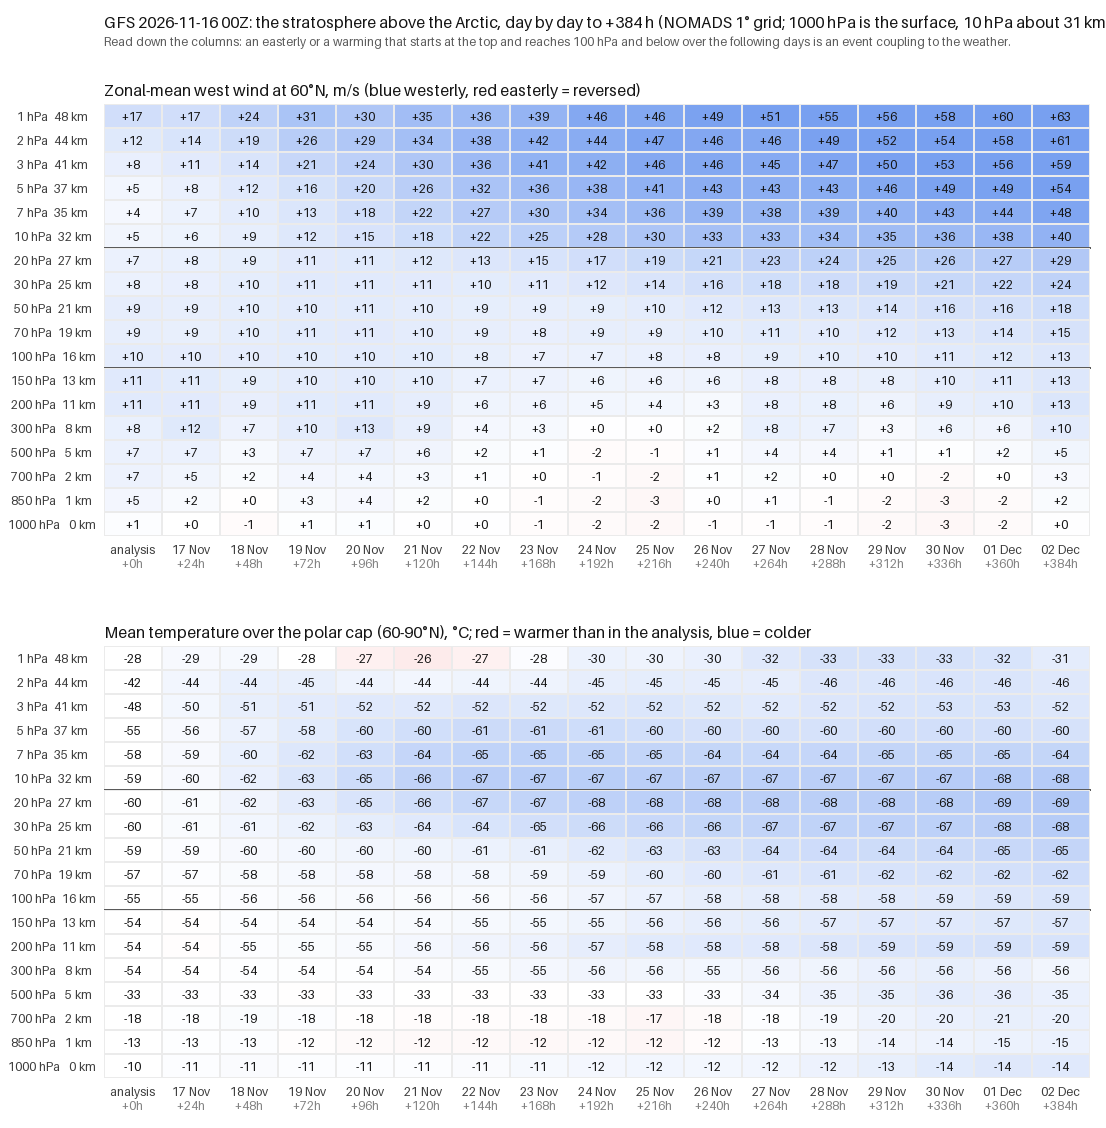 GFS 2026-11-16 00Z: the stratosphere above the Arctic, day by day to +384 h (NOMADS 1° grid; 1000 hPa is the surface, 10 hPa about 31 km
Read down the columns: an easterly or a warming that starts at the top and reaches 100 hPa and below over the following days is an event coupling to the weather.
Zonal-mean west wind at 60°N, m/s (blue westerly, red easterly = reversed)
1 hPa 48 km +17 +17 +24 +31 +30 +35 +36 +39 +46 +46 +49 +51 +55 +56 +58 +60 +63
2 hPa 44 km +12 +14 +19 +26 +29 +34 +38 +42 +44 +47 +46 +46 +49 +52 +54 +58 +61
3 hPa 41 km +8 +11 +14 +21 +24 +30 +36 +41 +42 +46 +46 +45 +47 +50 +53 +56 +59
5 hPa 37 km +5 +8 +12 +16 +20 +26 +32 +36 +38 +41 +43 +43 +43 +46 +49 +49 +54
7 hPa 35 km +4 +7 +10 +13 +18 +22 +27 +30 +34 +36 +39 +38 +39 +40 +43 +44 +48
10 hPa 32 km +5 +6 +9 +12 +15 +18 +22 +25 +28 +30 +33 +33 +34 +35 +36 +38 +40
20 hPa 27 km +7 +8 +9 +11 +11 +12 +13 +15 +17 +19 +21 +23 +24 +25 +26 +27 +29
30 hPa 25 km +8 +8 +10 +11 +11 +11 +10 +11 +12 +14 +16 +18 +18 +19 +21 +22 +24
50 hPa 21 km +9 +9 +10 +10 +11 +10 +9 +9 +9 +10 +12 +13 +13 +14 +16 +16 +18
70 hPa 19 km +9 +9 +10 +11 +11 +10 +9 +8 +9 +9 +10 +11 +10 +12 +13 +14 +15
100 hPa 16 km +10 +10 +10 +10 +10 +10 +8 +7 +7 +8 +8 +9 +10 +10 +11 +12 +13
150 hPa 13 km +11 +11 +9 +10 +10 +10 +7 +7 +6 +6 +6 +8 +8 +8 +10 +11 +13
200 hPa 11 km +11 +11 +9 +11 +11 +9 +6 +6 +5 +4 +3 +8 +8 +6 +9 +10 +13
300 hPa 8 km +8 +12 +7 +10 +13 +9 +4 +3 +0 +0 +2 +8 +7 +3 +6 +6 +10
500 hPa 5 km +7 +7 +3 +7 +7 +6 +2 +1 -2 -1 +1 +4 +4 +1 +1 +2 +5
700 hPa 2 km +7 +5 +2 +4 +4 +3 +1 +0 -1 -2 +1 +2 +0 +0 -2 +0 +3
850 hPa 1 km +5 +2 +0 +3 +4 +2 +0 -1 -2 -3 +0 +1 -1 -2 -3 -2 +2
1000 hPa 0 km +1 +0 -1 +1 +1 +0 +0 -1 -2 -2 -1 -1 -1 -2 -3 -2 +0
analysis 17 Nov 18 Nov 19 Nov 20 Nov 21 Nov 22 Nov 23 Nov 24 Nov 25 Nov 26 Nov 27 Nov 28 Nov 29 Nov 30 Nov 01 Dec 02 Dec
+0h +24h +48h +72h +96h +120h +144h +168h +192h +216h +240h +264h +288h +312h +336h +360h +384h
Mean temperature over the polar cap (60-90°N), °C; red = warmer than in the analysis, blue = colder
1 hPa 48 km -28 -29 -29 -28 -27 -26 -27 -28 -30 -30 -30 -32 -33 -33 -33 -32 -31
2 hPa 44 km -42 -44 -44 -45 -44 -44 -44 -44 -45 -45 -45 -45 -46 -46 -46 -46 -46
3 hPa 41 km -48 -50 -51 -51 -52 -52 -52 -52 -52 -52 -52 -52 -52 -52 -53 -53 -52
5 hPa 37 km -55 -56 -57 -58 -60 -60 -61 -61 -61 -60 -60 -60 -60 -60 -60 -60 -60
7 hPa 35 km -58 -59 -60 -62 -63 -64 -65 -65 -65 -65 -64 -64 -64 -65 -65 -65 -64
10 hPa 32 km -59 -60 -62 -63 -65 -66 -67 -67 -67 -67 -67 -67 -67 -67 -67 -68 -68
20 hPa 27 km -60 -61 -62 -63 -65 -66 -67 -67 -68 -68 -68 -68 -68 -68 -68 -69 -69
30 hPa 25 km -60 -61 -61 -62 -63 -64 -64 -65 -66 -66 -66 -67 -67 -67 -67 -68 -68
50 hPa 21 km -59 -59 -60 -60 -60 -60 -61 -61 -62 -63 -63 -64 -64 -64 -64 -65 -65
70 hPa 19 km -57 -57 -58 -58 -58 -58 -58 -59 -59 -60 -60 -61 -61 -62 -62 -62 -62
100 hPa 16 km -55 -55 -56 -56 -56 -56 -56 -56 -57 -57 -58 -58 -58 -58 -59 -59 -59
150 hPa 13 km -54 -54 -54 -54 -54 -54 -55 -55 -55 -56 -56 -56 -57 -57 -57 -57 -57
200 hPa 11 km -54 -54 -55 -55 -55 -56 -56 -56 -57 -58 -58 -58 -58 -59 -59 -59 -59
300 hPa 8 km -54 -54 -54 -54 -54 -54 -55 -55 -56 -56 -55 -56 -56 -56 -56 -56 -56
500 hPa 5 km -33 -33 -33 -33 -33 -33 -33 -33 -33 -33 -33 -34 -35 -35 -36 -36 -35
700 hPa 2 km -18 -18 -19 -18 -18 -18 -18 -18 -18 -17 -18 -18 -19 -20 -20 -21 -20
850 hPa 1 km -13 -13 -13 -12 -12 -12 -12 -12 -12 -12 -12 -13 -13 -14 -14 -15 -15
1000 hPa 0 km -10 -11 -11 -11 -11 -11 -11 -11 -12 -12 -12 -12 -12 -13 -14 -14 -14
analysis 17 Nov 18 Nov 19 Nov 20 Nov 21 Nov 22 Nov 23 Nov 24 Nov 25 Nov 26 Nov 27 Nov 28 Nov 29 Nov 30 Nov 01 Dec 02 Dec
+0h +24h +48h +72h +96h +120h +144h +168h +192h +216h +240h +264h +288h +312h +336h +360h +384h